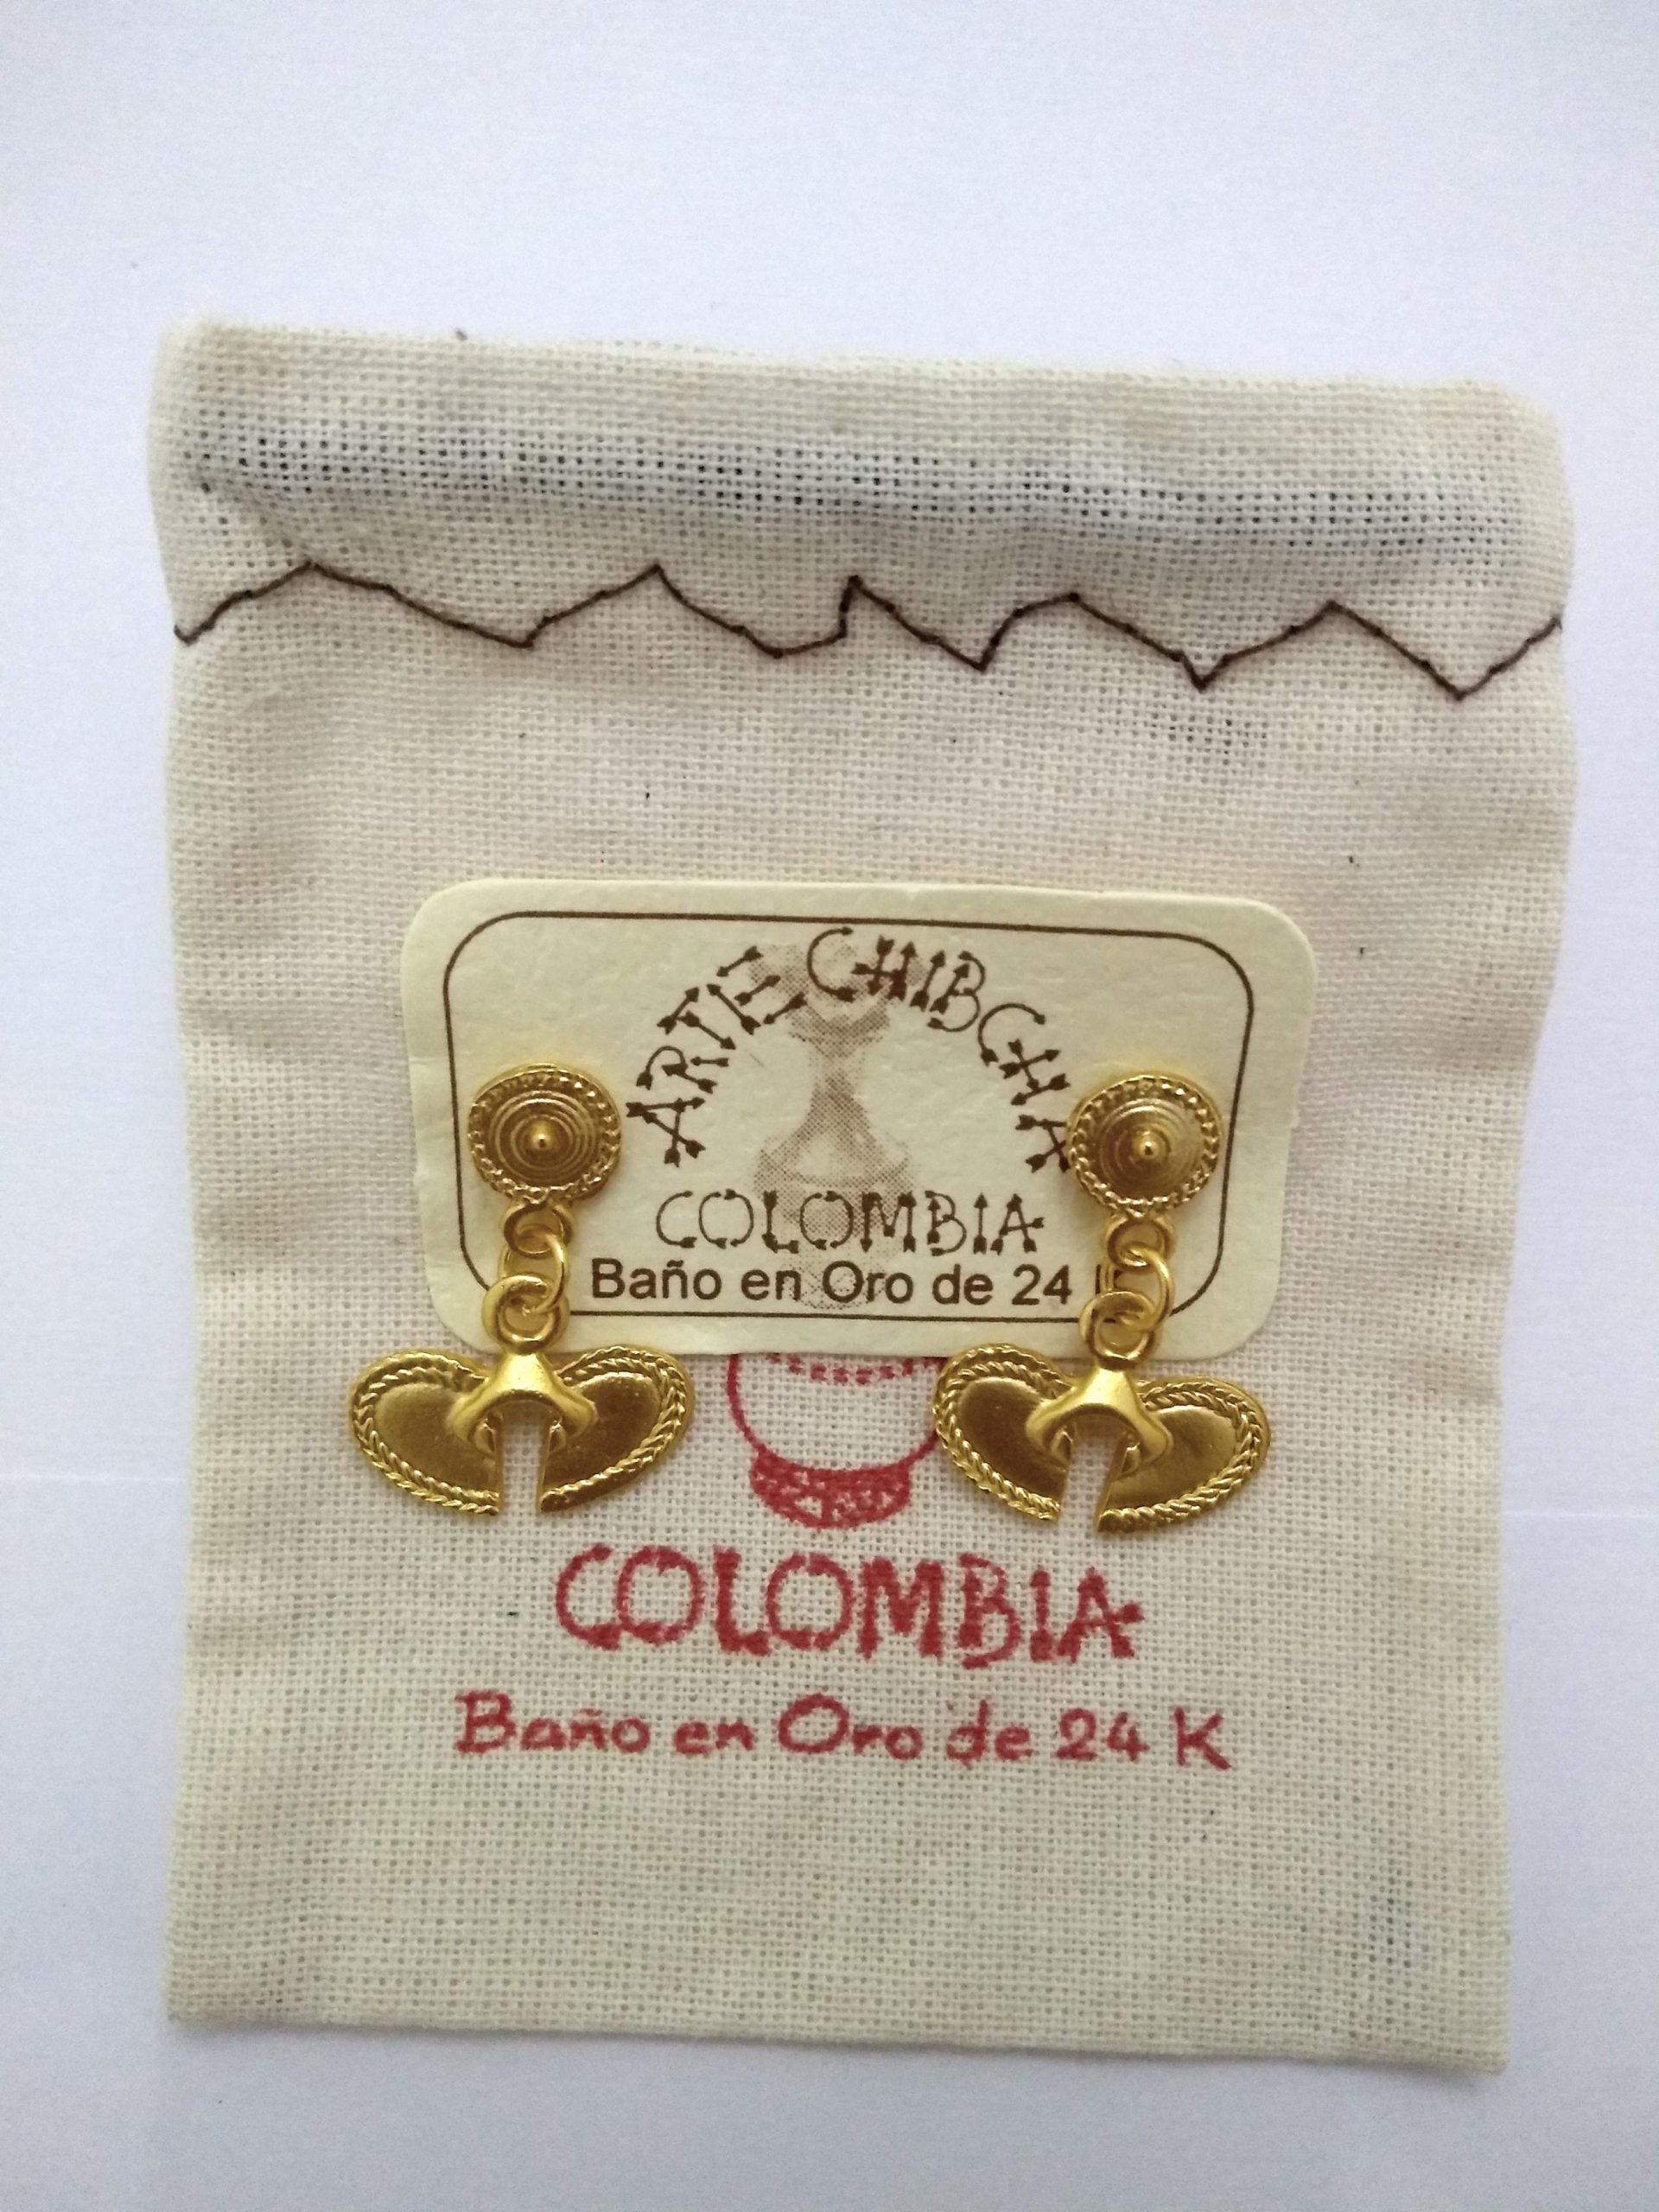 ARTE CHIBCHA
COLOMBIA
Baño en Oro de 24
COLOMBIA
Baño en Oro de 24 K